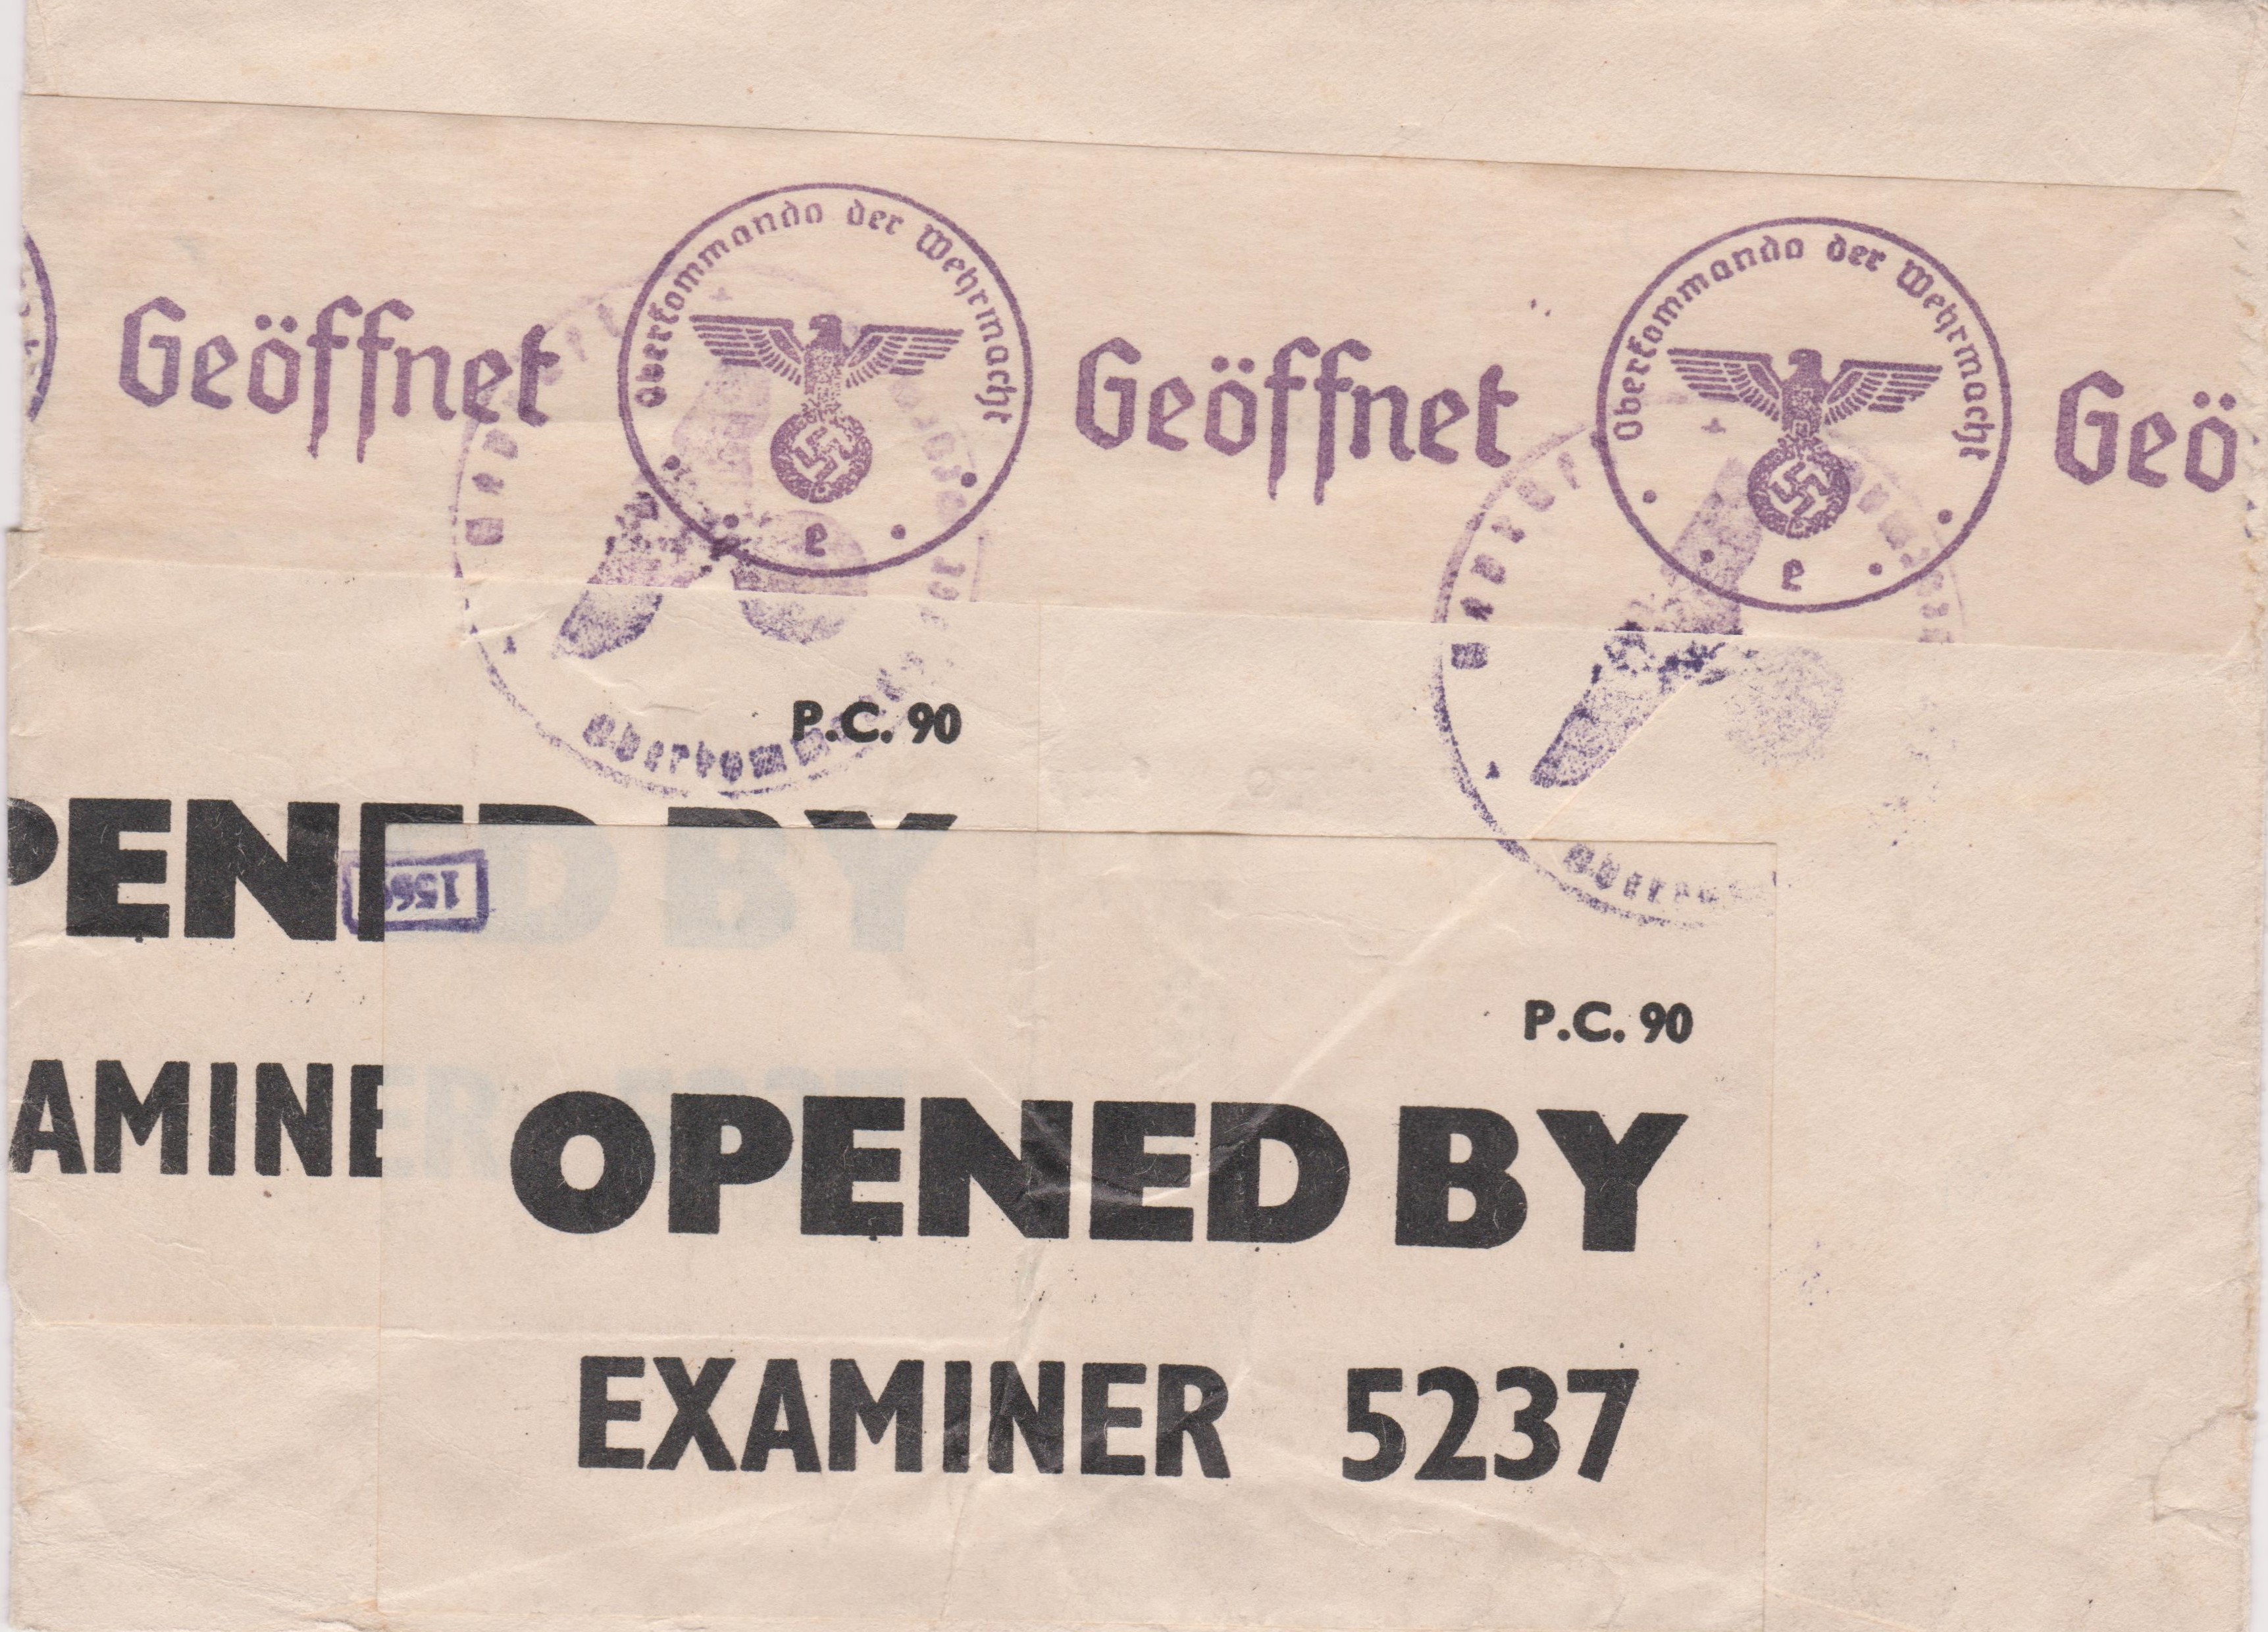 Geöffnet
Oberkommando der Wehrmacht
e
Geöffnet
Oberkommando der Wehrmacht
e
Geö
P.C. 90
PENED BY
AMINE
P.C. 90
OPENED BY
EXAMINER 5237